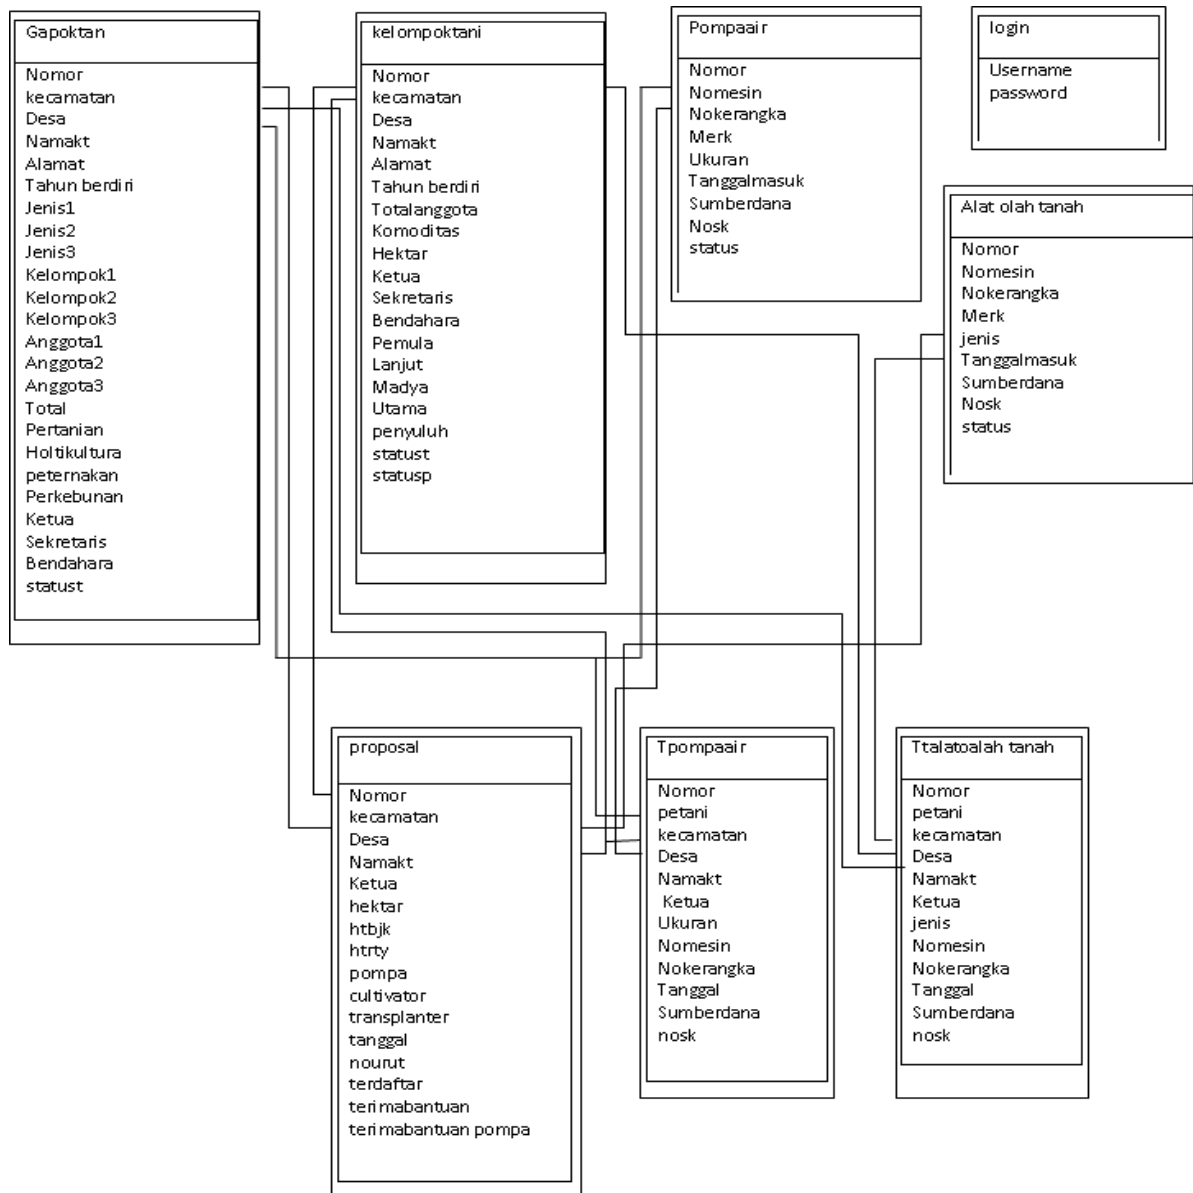 Gapoktan
Nomor
kecamatan
Desa
Namakt
Alamat
Tahun berdiri
Jenis1
Jenis2
Jenis3
Kelompok1
Kelompok2
Kelompok3
Anggota1
Anggota2
Anggota3
Total
Pertanian
Holtikultura
peternakan
Perkebunan
Ketua
Sekretaris
Bendahara
statust
kelompoktani
Nomor
kecamatan
Desa
Namakt
Alamat
Tahun berdiri
Totalanggota
Komoditas
Hektar
Ketua
Sekretaris
Bendahara
Pemula
Lanjut
Madya
Utama
penyuluh
statust
statusp
Pompaair
Nomor
Nomesin
Nokerangka
Merk
Ukuran
Tanggalmasuk
Sumberdana
Nosk
status
login
Username
password
Alat olah tanah
Nomor
Nomesin
Nokerangka
Merk
jenis
Tanggalmasuk
Sumberdana
Nosk
status
proposal
Nomor
kecamatan
Desa
Namakt
Ketua
hektar
htbjk
htrty
pompa
cultivator
transplanter
tanggal
nourut
terdaftar
terimabantuan
terimabantuan pompa
Tpompaair
Nomor
petani
kecamatan
Desa
Namakt
Ketua
Ukuran
Nomesin
Nokerangka
Tanggal
Sumberdana
nosk
Ttalatoalah tanah
Nomor
petani
kecamatan
Desa
Namakt
Ketua
jenis
Nomesin
Nokerangka
Tanggal
Sumberdana
nosk